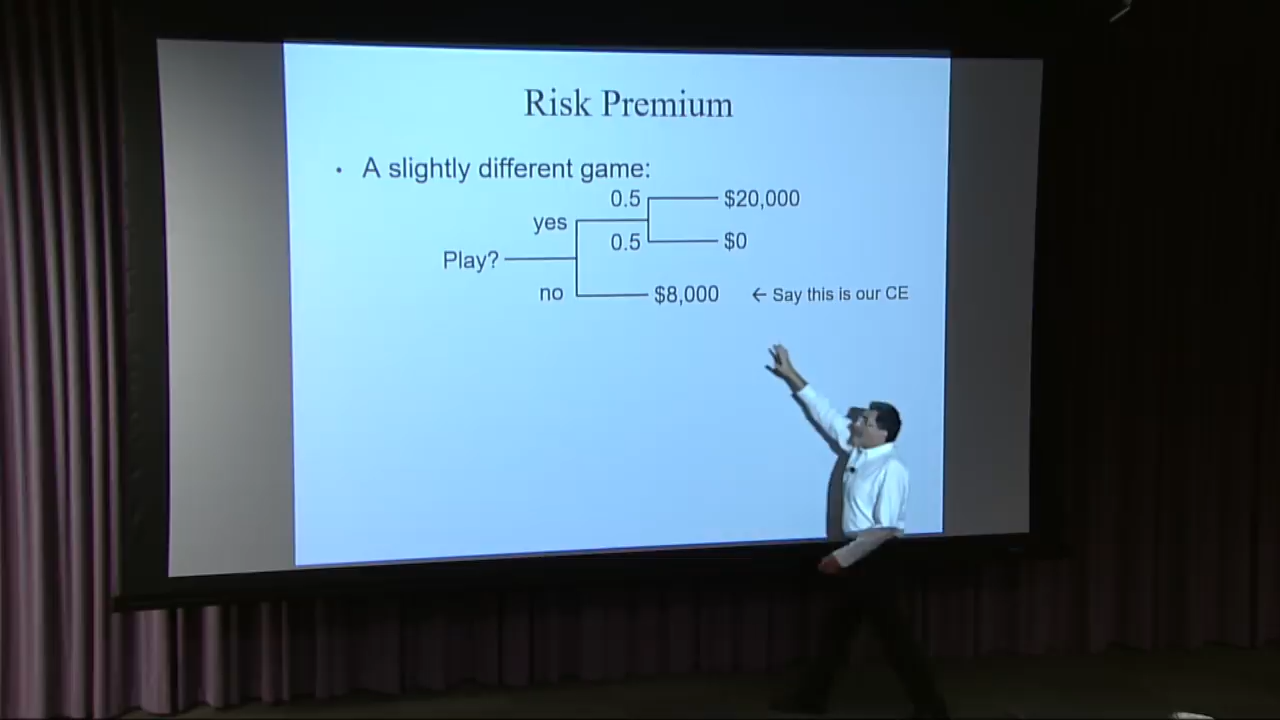 Risk Premium
• A slightly different game:
0.5 $20,000
yes
0.5 $0
Play?
no $8,000 ← Say this is our CE